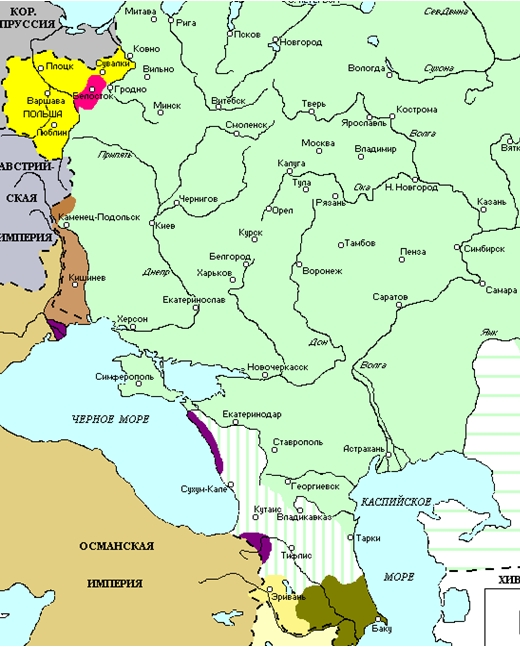 КОР.
ПРУССИЯ
Митава
Рига
Псков
Новгород
Сев.Двина
Ковно
Плоцк
Сувалки
Вильно
Вологда
Сухона
Белосток
Гродно
Варшава
ПОЛЬША
Люблин
Минск
Витебск
Тверь
Кострома
Ярославль
Смоленск
Волга
Москва
Владимир
Вятк
Припять
АВСТРИЙ-
СКАЯ
ИМПЕРИЯ
Калуга
Тула
Ока
Н. Новгород
Рязань
Казань
Чернигов
Орел
Каменец-Подольск
Киев
Курск
Тамбов
Пенза
Симбирск
Белгород
Воронеж
Днепр
Харьков
Кишинев
Самара
Екатеринослав
Саратов
Херсон
Дон
Яик
Волга
Новочеркасск
Симферополь
ЧЕРНОЕ МОРЕ
Екатеринодар
Ставрополь
Астрахань
Сухум-Кале
Георгиевск
КАСПИЙСКОЕ
Кутаис
Владикавказ
Тарки
ОСМАНСКАЯ
ИМПЕРИЯ
Тифлис
МОРЕ
ХИВ
Эривань
Баку